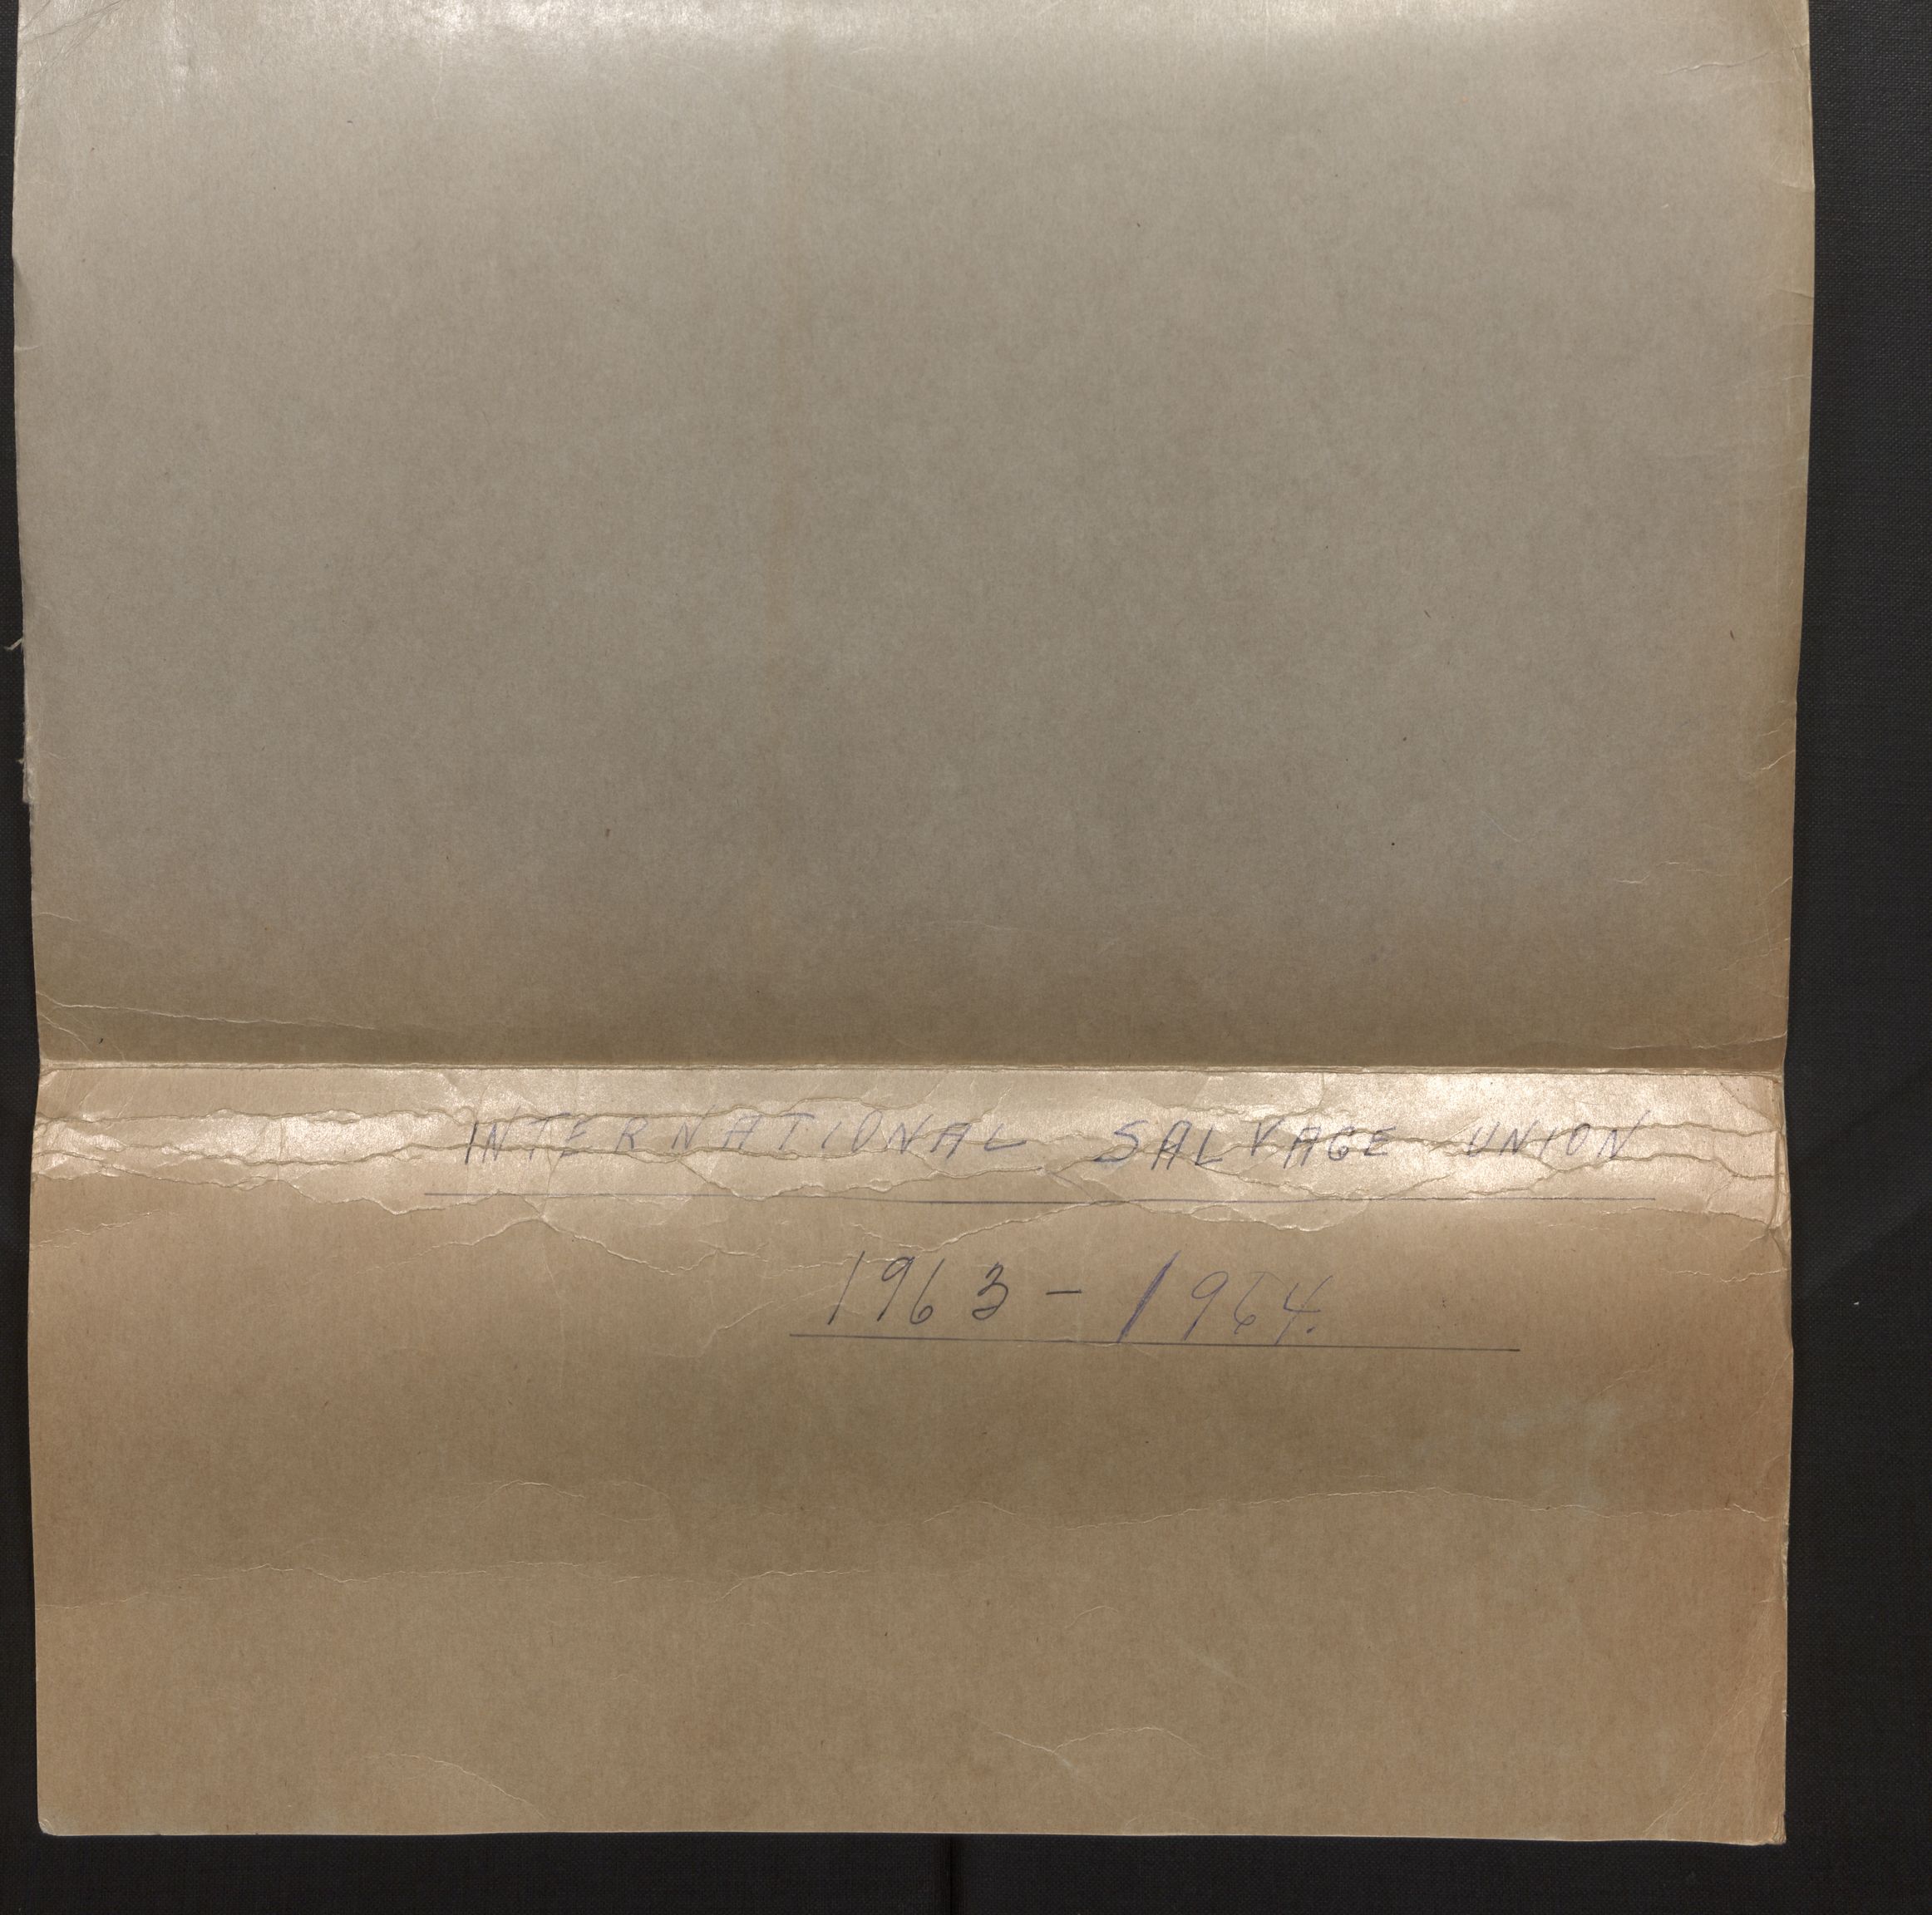 INTERNATIONAL SALVAGE UNION
1963 - 1964.